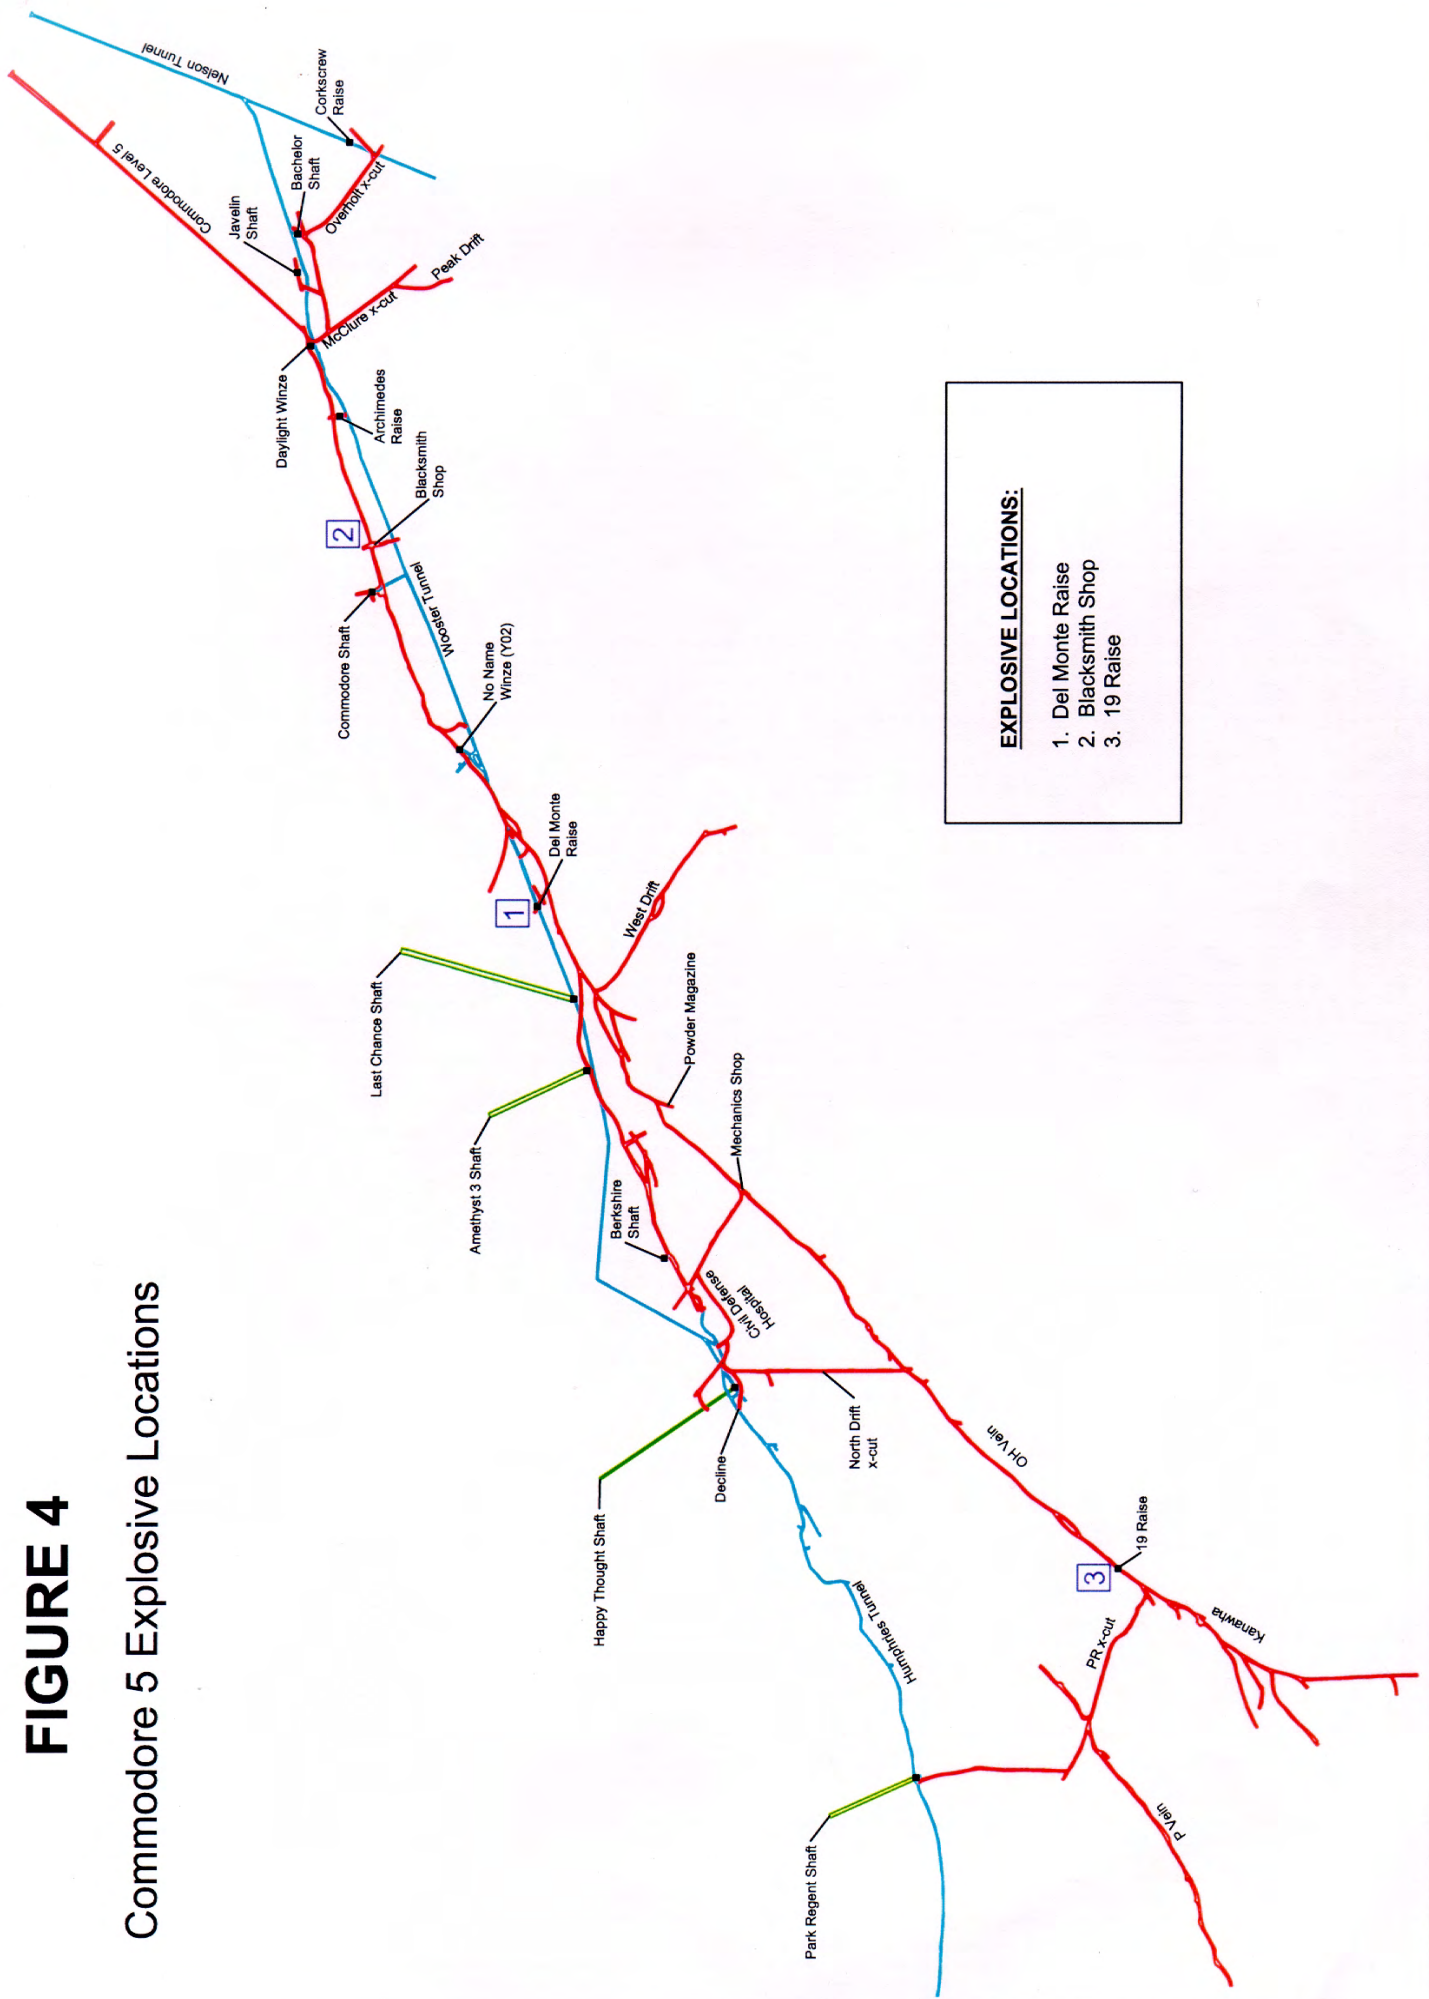 FIGURE 4
Commodore 5 Explosive Locations
Park Regent Shaft
Happy Thought Shaft
Amethyst 3 Shaft
Last Chance Shaft
Commodore Shaft
Daylight Winze
Javelin
Shaft
Commodore Level 5
Nelson Tunnel
Bachelor
Shaft
Corkscrew
Raise
Overholt x-cut
McClure x-cut
Peak Drift
Archimedes
Raise
2
Blacksmith
Shop
Wooster Tunnel
No Name
Winze (Y02)
1
Del Monte
Raise
West Drift
Powder Magazine
Mechanics Shop
Berkshire
Shaft
Civil Defense
Hospital
Decline
North Drift
x-cut
Humphries Tunnel
OH Vein
3
19 Raise
PR x-cut
Kanawha
P Vein
EXPLOSIVE LOCATIONS:
1. Del Monte Raise
2. Blacksmith Shop
3. 19 Raise